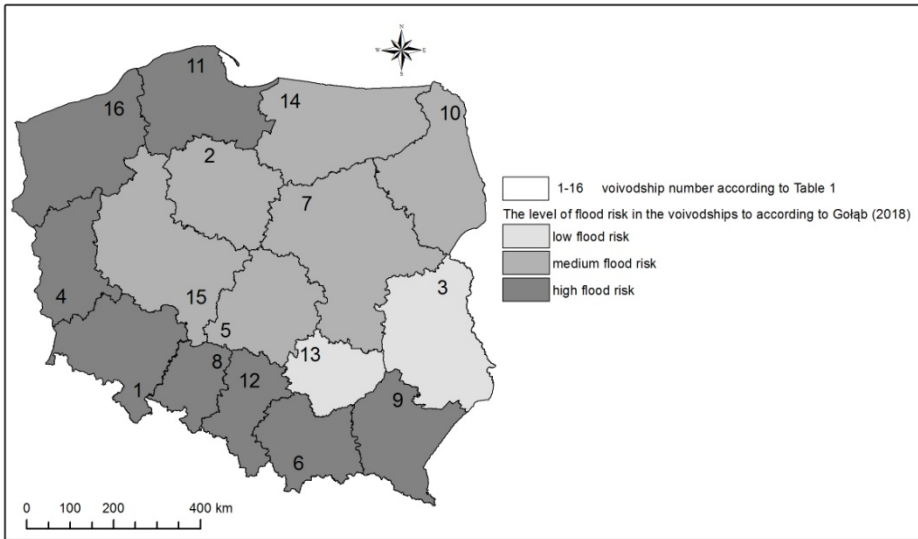 N
W E
S
11
16
14
10
2
7
3
4
15
5
13
8
12
1
9
6
1-16 voivodship number according to Table 1
The level of flood risk in the voivodships to according to Gołąb (2018)
low flood risk
medium flood risk
high flood risk
0 100 200 400 km